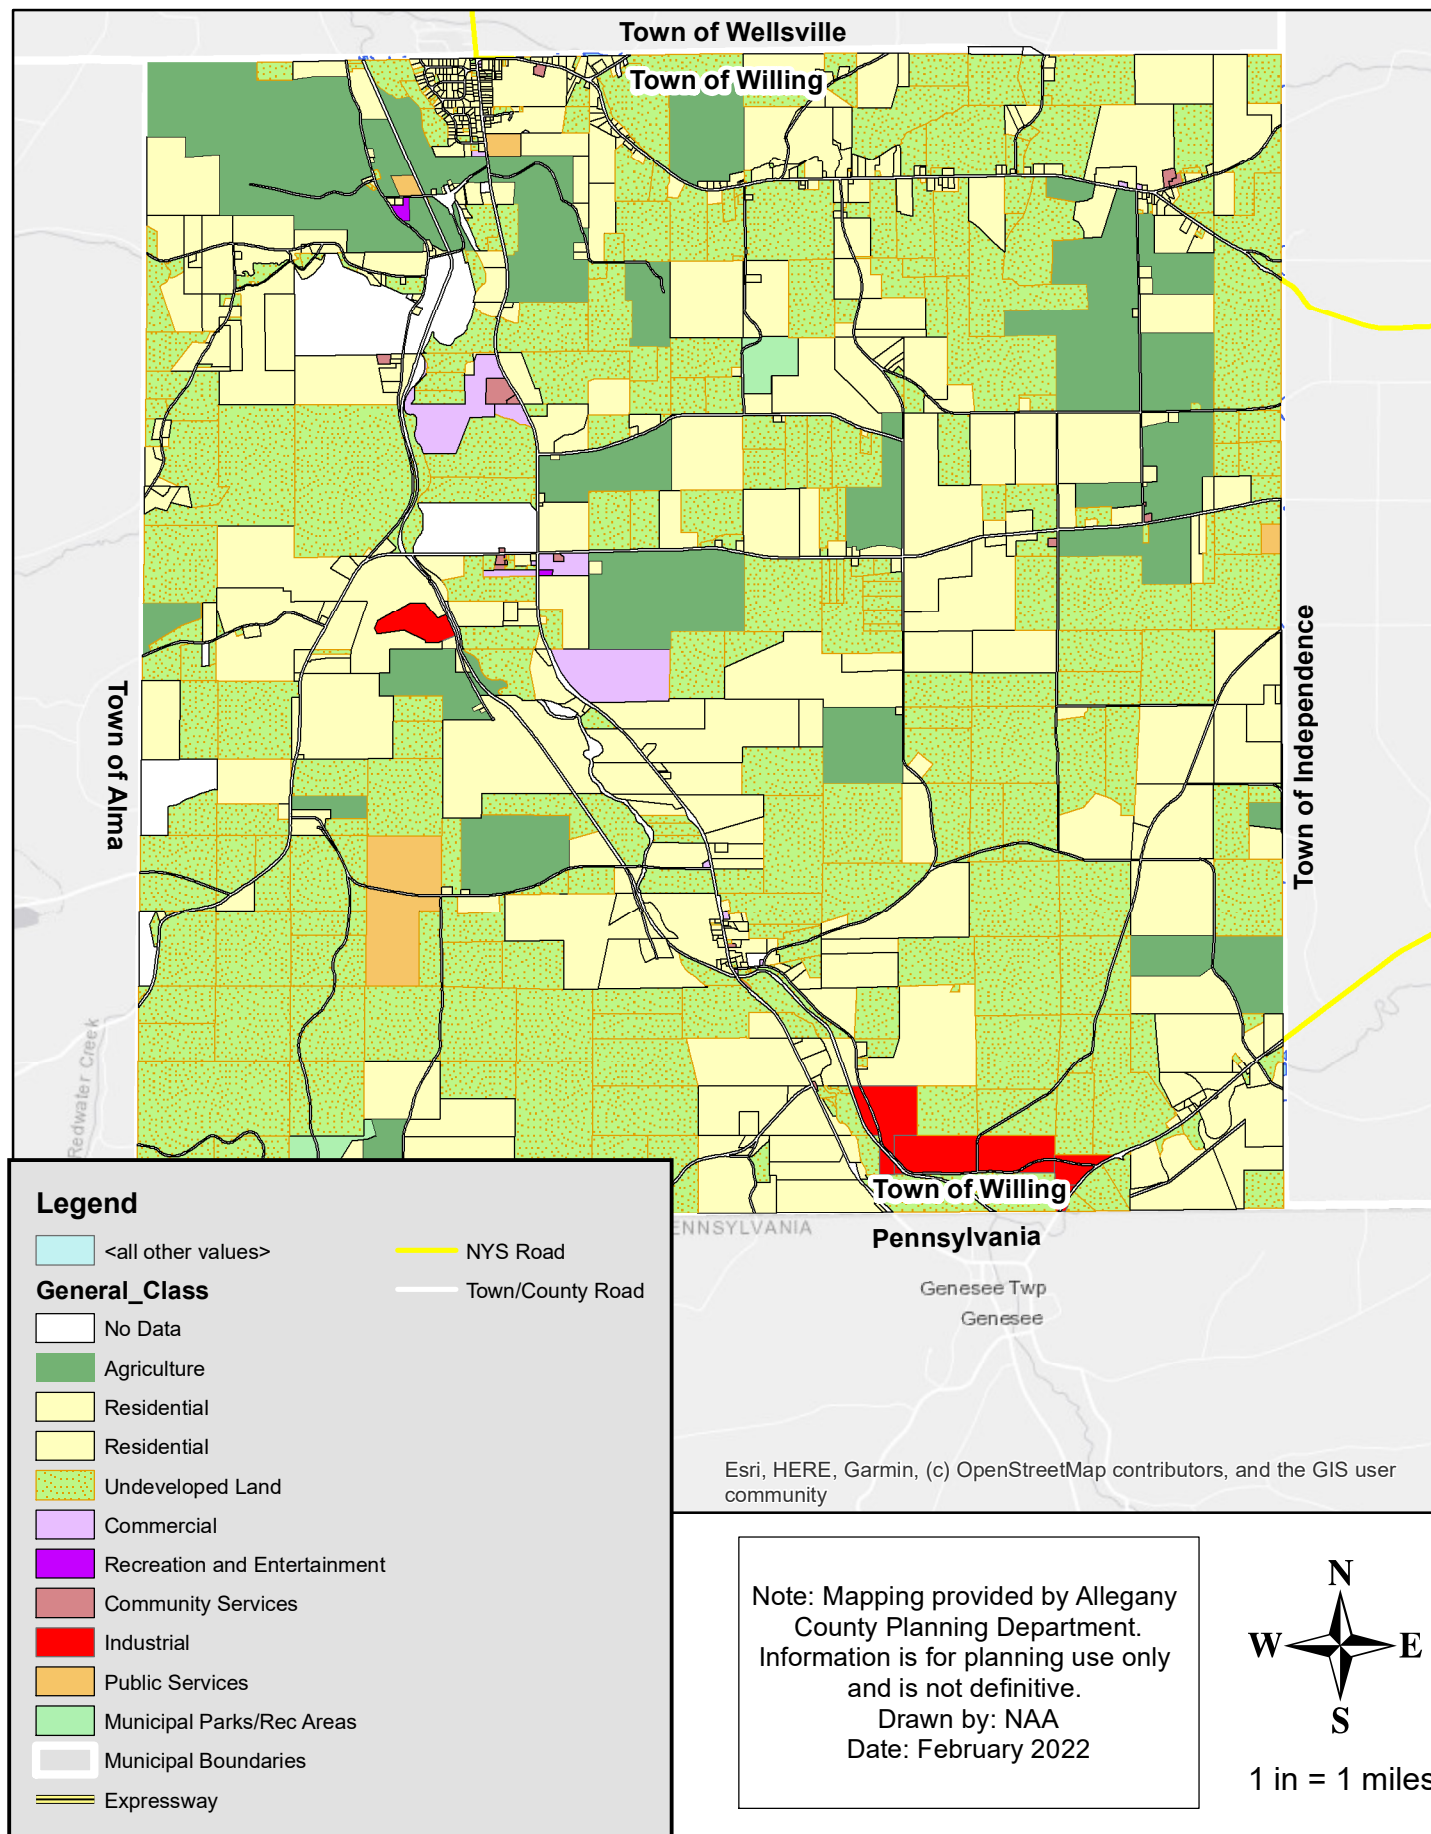 Town of Wellsville
Town of Willing
Town of Alma
Town of Independence
Redwater Creek
Town of Willing
ENNSYLVANIA
Pennsylvania
Genesee Twp
Genesee
Legend
<all other values>
NYS Road
General_Class
Town/County Road
No Data
Agriculture
Residential
Residential
Undeveloped Land
Commercial
Recreation and Entertainment
Community Services
Industrial
Public Services
Municipal Parks/Rec Areas
Municipal Boundaries
Expressway
Esri, HERE, Garmin, (c) OpenStreetMap contributors, and the GIS user
community
Note: Mapping provided by Allegany
County Planning Department.
Information is for planning use only
and is not definitive.
Drawn by: NAA
Date: February 2022
N
W E
S
1 in = 1 miles